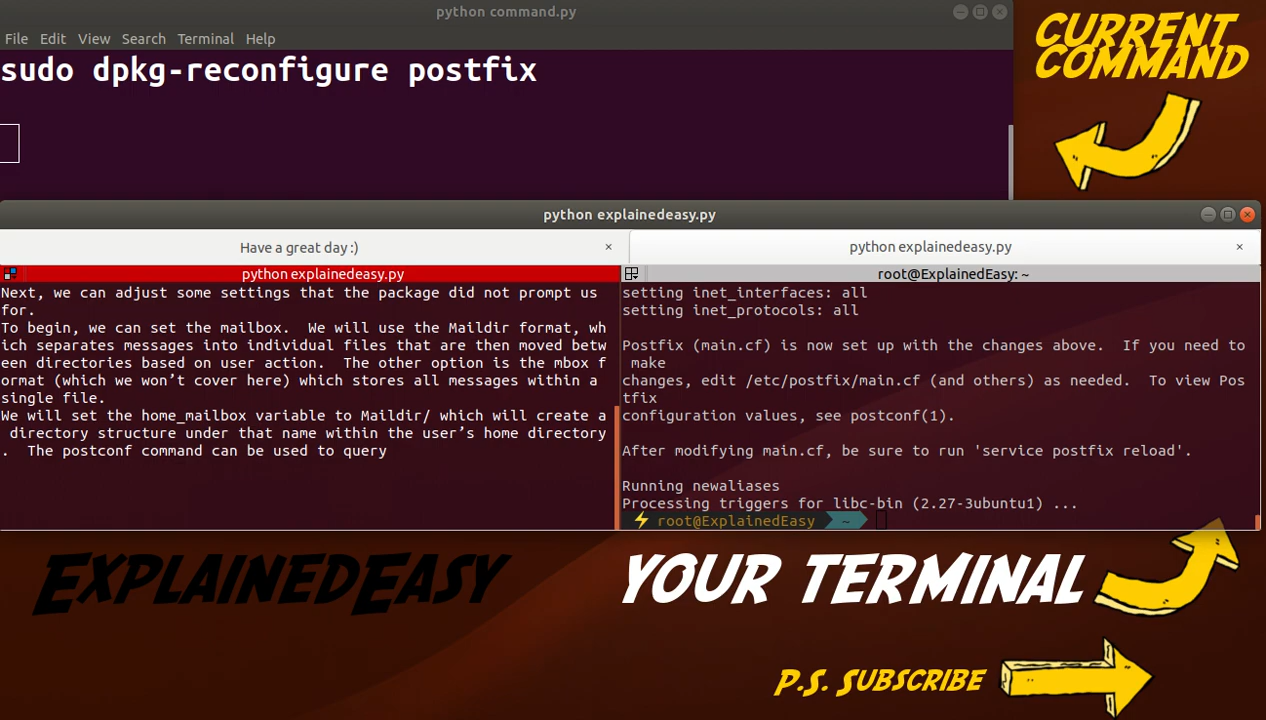 python command.py
File Edit View Search Terminal Help
sudo dpkg-reconfigure postfix
CURRENT
COMMAND
python explainedeasy.py
Have a great day :)
python explainedeasy.py
python explainedeasy.py
root@ExplainedEasy: ~
Next, we can adjust some settings that the package did not prompt us
for.
To begin, we can set the mailbox.  We will use the Maildir format, wh
ich separates messages into individual files that are then moved betw
een directories based on user action.  The other option is the mbox f
ormat (which we won’t cover here) which stores all messages within a
single file.
We will set the home_mailbox variable to Maildir/ which will create a
 directory structure under that name within the user’s home directory
.  The postconf command can be used to query
setting inet_interfaces: all
setting inet_protocols: all
Postfix (main.cf) is now set up with the changes above.  If you need to
 make
changes, edit /etc/postfix/main.cf (and others) as needed.  To view Pos
tfix
configuration values, see postconf(1).
After modifying main.cf, be sure to run 'service postfix reload'.
Running newaliases
Processing triggers for libc-bin (2.27-3ubuntu1) ...
⚡ root@ExplainedEasy ~
EXPLAINEDEASY
YOUR TERMINAL
P.S. SUBSCRIBE